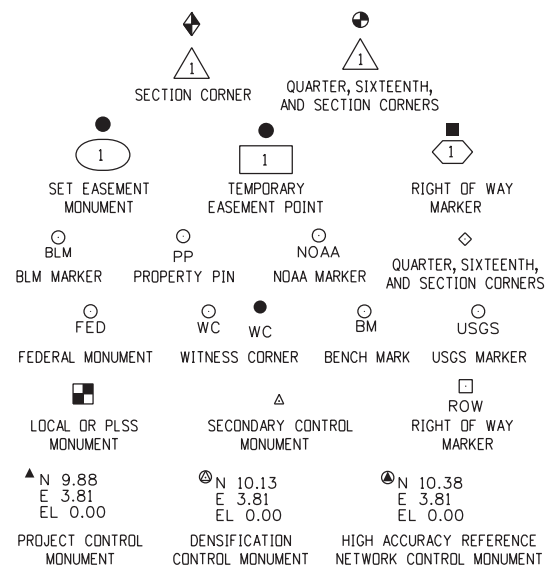 1 1
SECTION CORNER
QUARTER, SIXTEENTH,
AND SECTION CORNERS
1 1 1
SET EASEMENT
MONUMENT
TEMPORARY
EASEMENT POINT
RIGHT OF WAY
MARKER
BLM
BLM MARKER
PP
PROPERTY PIN
NOAA
NOAA MARKER
QUARTER, SIXTEENTH,
AND SECTION CORNERS
FED
FEDERAL MONUMENT
WC WC
WITNESS CORNER
BM
BENCH MARK
USGS
USGS MARKER
LOCAL OR PLSS
MONUMENT
SECONDARY CONTROL
MONUMENT
ROW
RIGHT OF WAY
MARKER
N 9.88
E 3.81
EL 0.00
PROJECT CONTROL
MONUMENT
N 10.13
E 3.81
EL 0.00
DENSIFICATION
CONTROL MONUMENT
N 10.38
E 3.81
EL 0.00
HIGH ACCURACY REFERENCE
NETWORK CONTROL MONUMENT